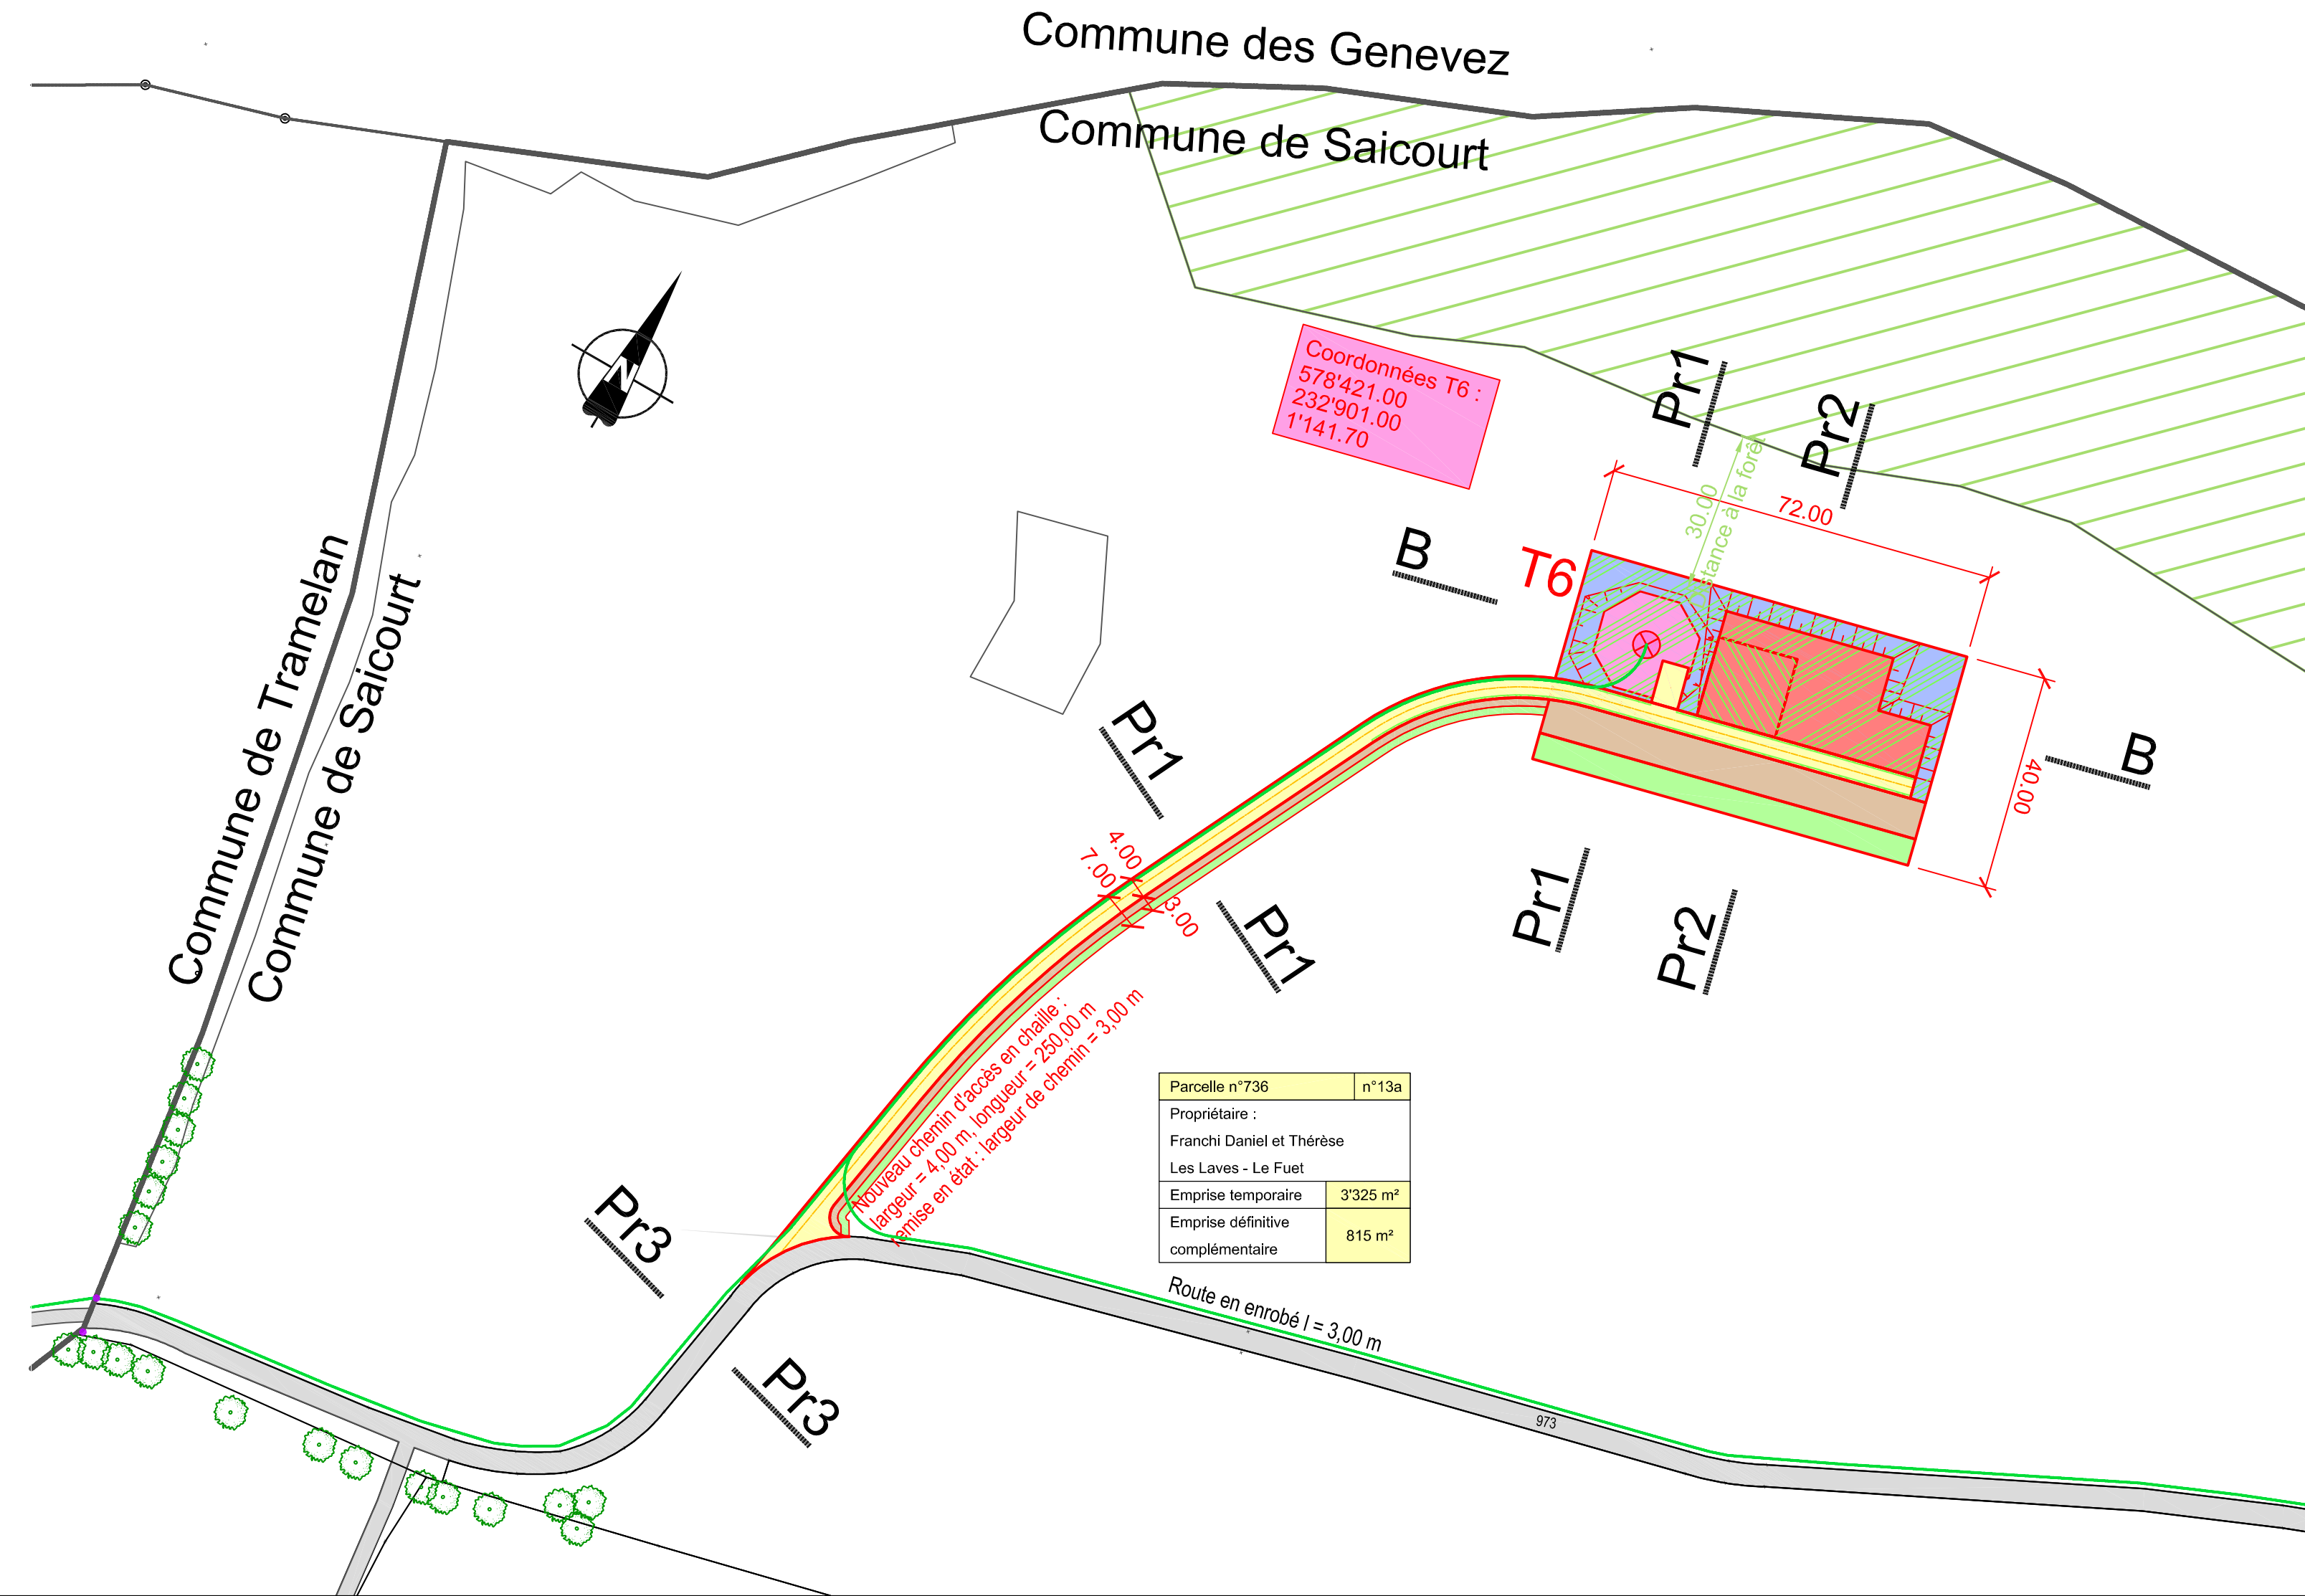 Commune des Genevez
Commune de Saicourt
N
Coordonnées T6 :
578'421.00
232'901.00
1'141.70
Pr1
Pr2
30.00
stance à la forêt
72.00
B
T6
B
40.00
Commune de Tramelan
Commune de Saicourt
Pr1
4.00
7.00
3.00
Pr1
Pr1
Pr2
Nouveau chemin d'accès en chaille :
largeur = 4,00 m, longueur = 250,00 m
remise en état : largeur de chemin = 3,00 m
Parcelle n°736 n°13a
Propriétaire :
Franchi Daniel et Thérèse
Les Laves - Le Fuet
Emprise temporaire 3'325 m²
Emprise définitive
complémentaire 815 m²
Pr3
Pr3
Route en enrobé l = 3,00 m
973